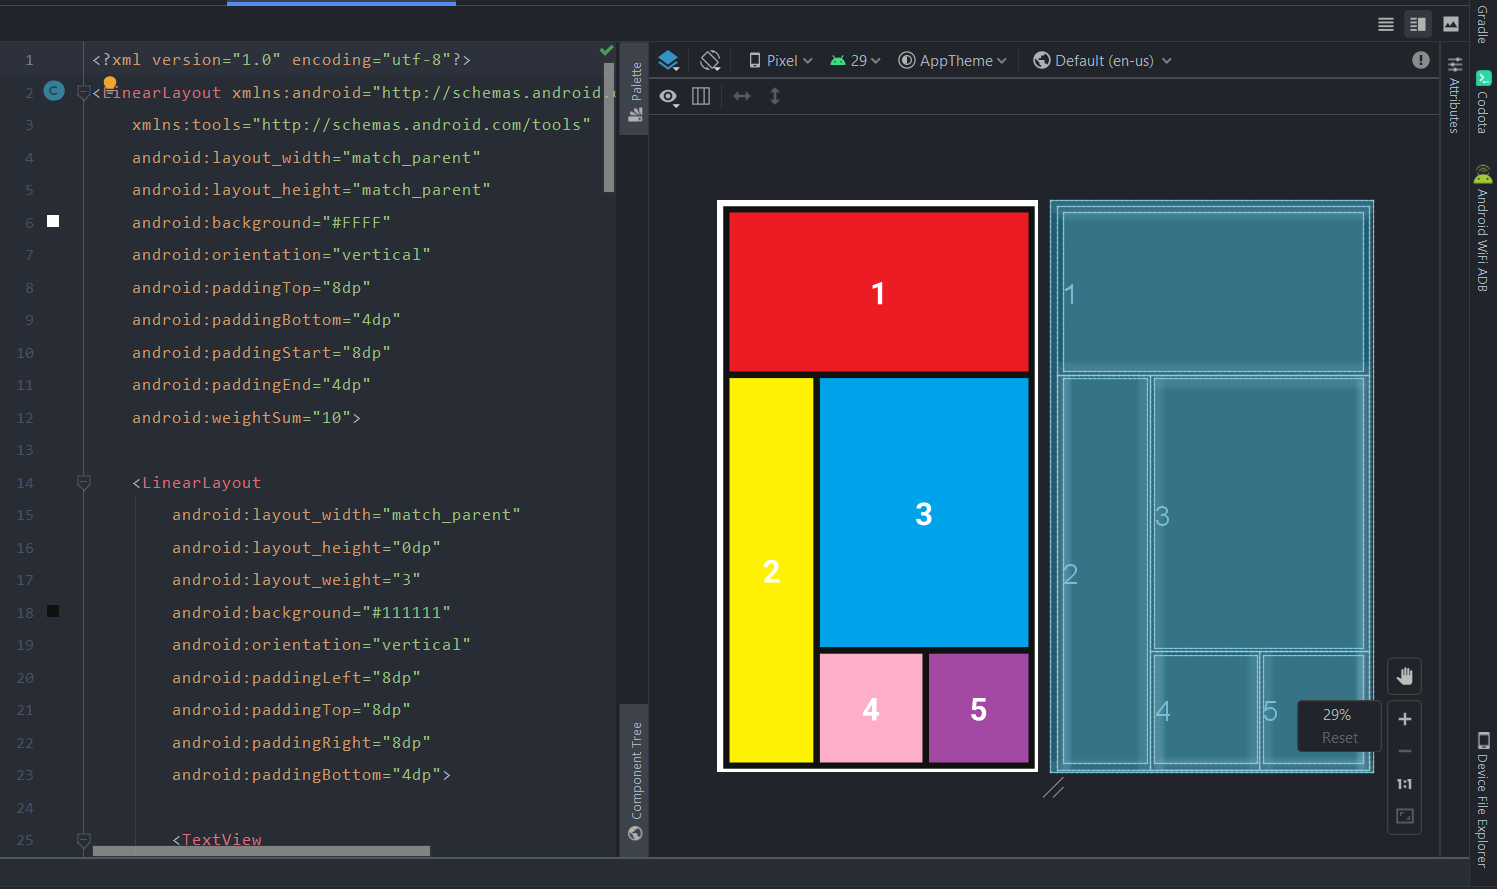 Gradle
Codota
Android WiFi ADB
Device File Explorer
Attributes
Palette
Component Tree
Pixel
29
AppTheme
Default (en-us)
1 <?xml version="1.0" encoding="utf-8"?>
2 C <LinearLayout xmlns:android="http://schemas.android.
3 xmlns:tools="http://schemas.android.com/tools"
4 android:layout_width="match_parent"
5 android:layout_height="match_parent"
6 android:background="#FFFF"
7 android:orientation="vertical"
8 android:paddingTop="8dp"
9 android:paddingBottom="4dp"
10 android:paddingStart="8dp"
11 android:paddingEnd="4dp"
12 android:weightSum="10">
13
14 <LinearLayout
15 android:layout_width="match_parent"
16 android:layout_height="0dp"
17 android:layout_weight="3"
18 android:background="#111111"
19 android:orientation="vertical"
20 android:paddingLeft="8dp"
21 android:paddingTop="8dp"
22 android:paddingRight="8dp"
23 android:paddingBottom="4dp">
24
25 <TextView
1
2
3
4
5
1
2
3
4
5
29%
Reset
1:1